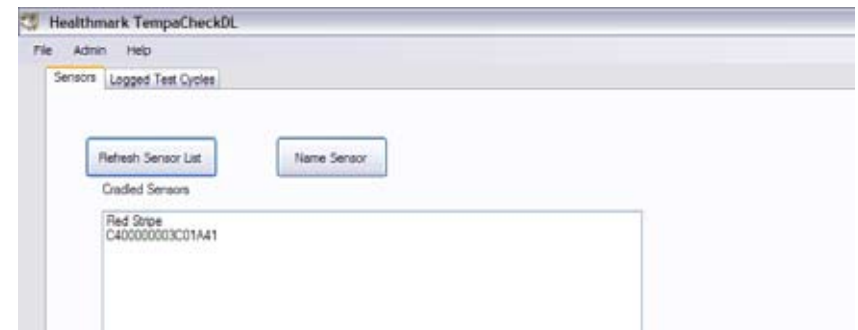 Healthmark TempaCheckDL
File Admin Help
Sensors Logged Test Cycles
Refresh Sensor List Name Sensor
Cradled Sensors
Red Stripe
C400000003C01A41